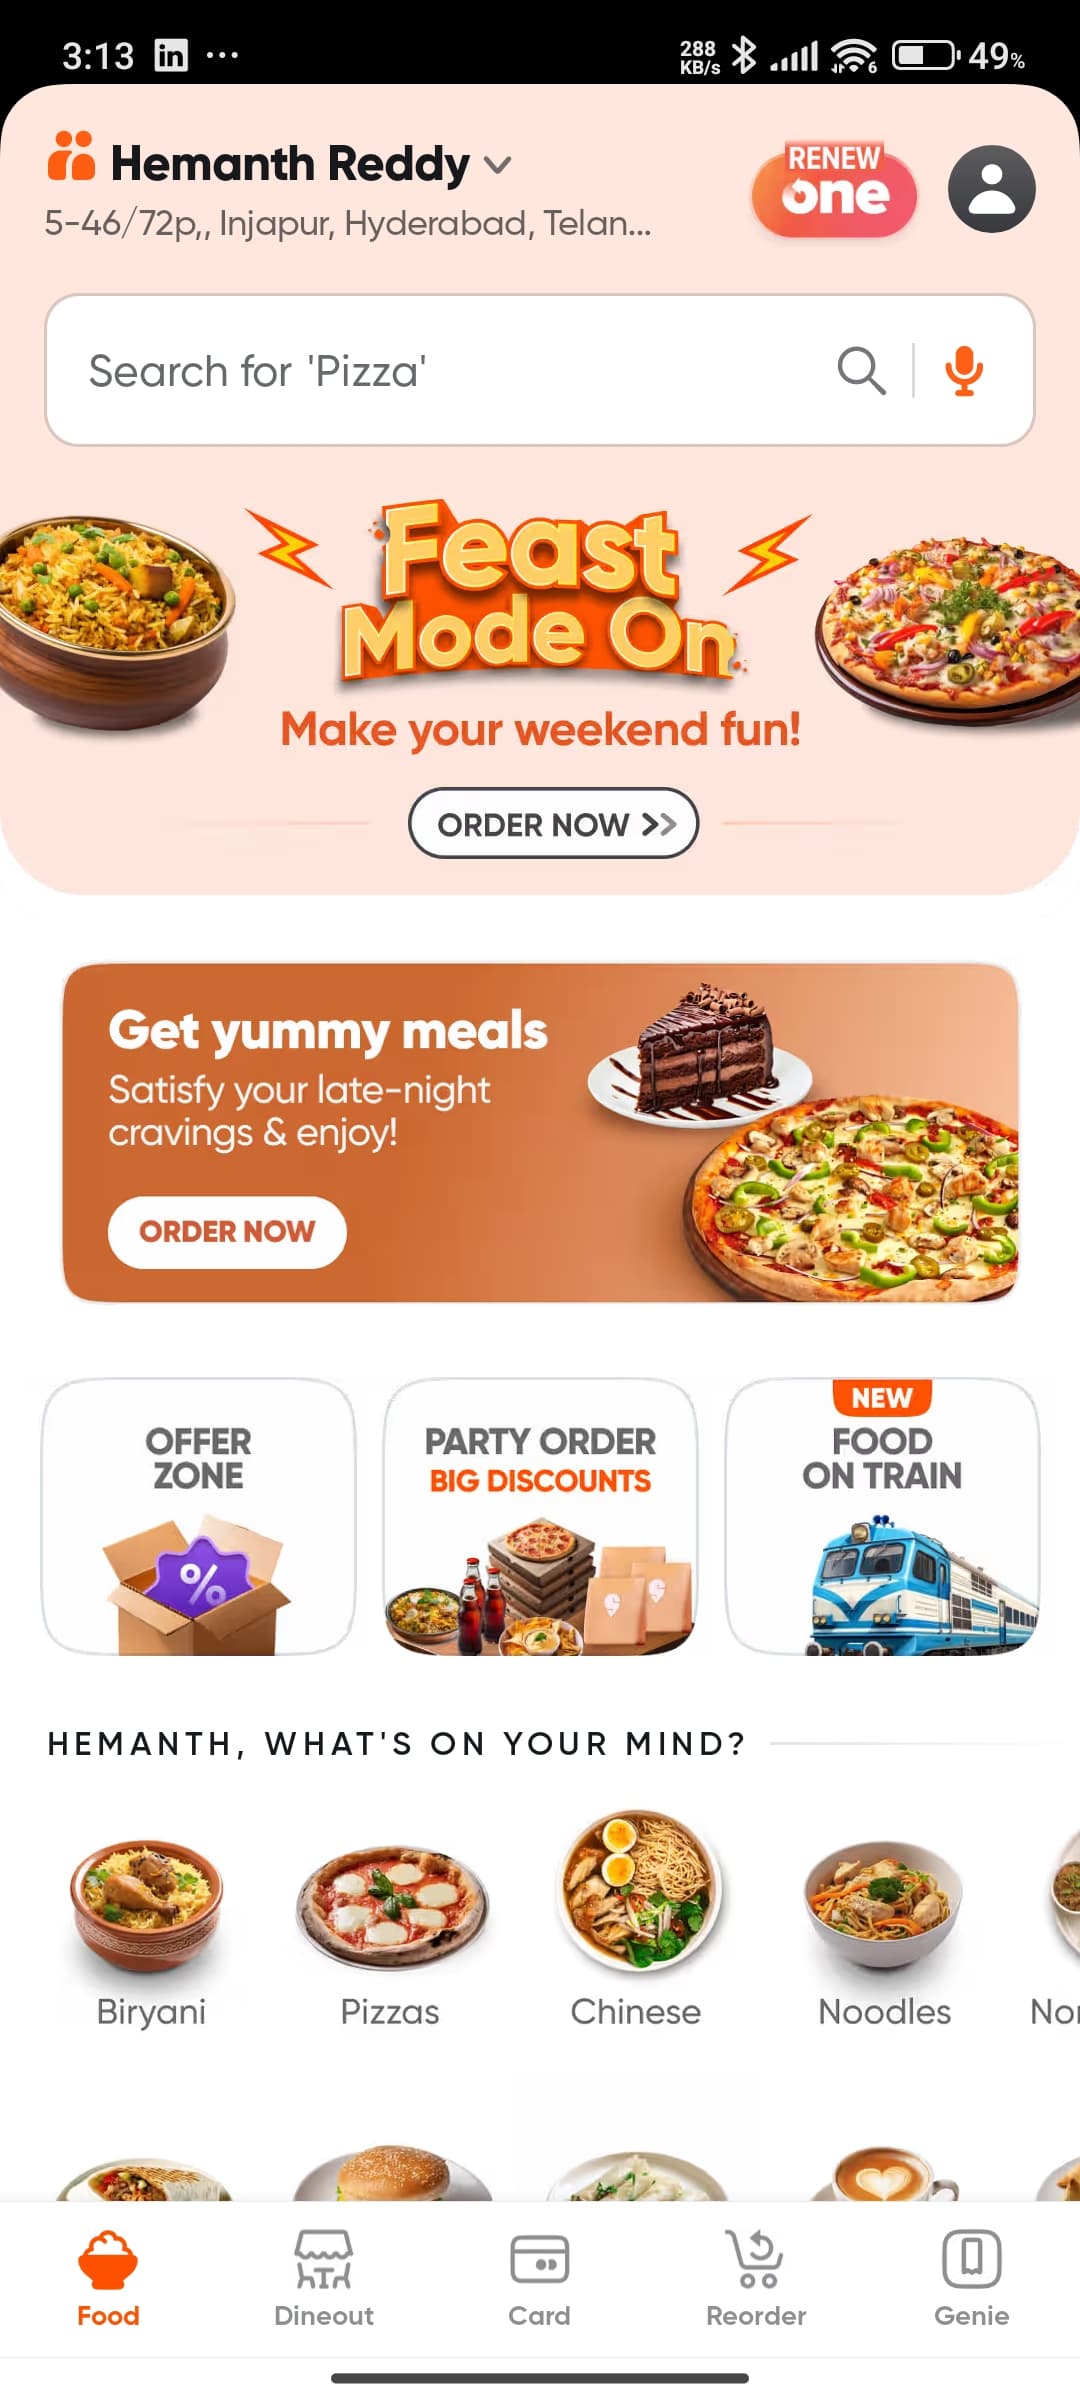 3:13
288
KB/s
6
49%
Hemanth Reddy
5-46/72p,, Injapur, Hyderabad, Telan...
RENEW
one
Search for 'Pizza'
Feast
Mode On
Make your weekend fun!
ORDER NOW >>
Get yummy meals
Satisfy your late-night
cravings & enjoy!
ORDER NOW
OFFER
ZONE
%
PARTY ORDER
BIG DISCOUNTS
NEW
FOOD
ON TRAIN
HEMANTH, WHAT'S ON YOUR MIND?
Biryani
Pizzas
Chinese
Noodles
Food
Dineout
Card
Reorder
Genie